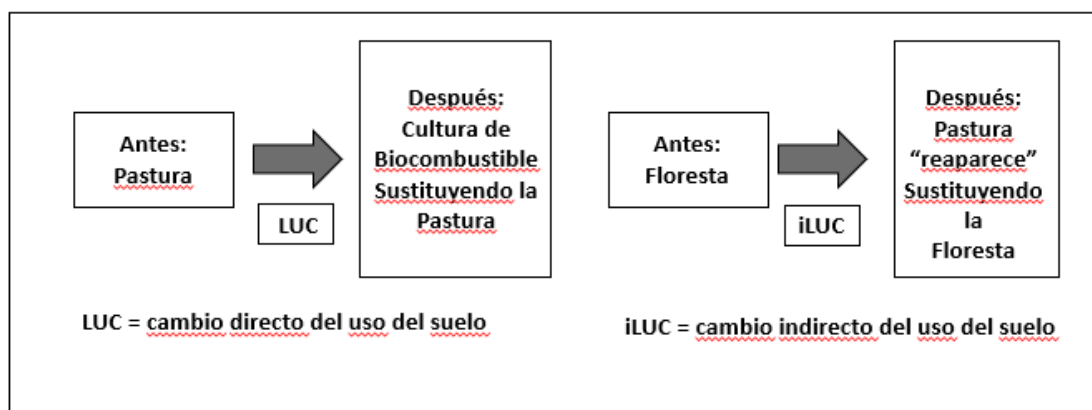 Antes:
Pastura
LUC
Después:
Cultura de
Biocombustible
Sustituyendo la
Pastura
Antes:
Floresta
iLUC
Después:
Pastura
“reaparece”
Sustituyendo
la
Floresta
LUC = cambio directo del uso del suelo
iLUC = cambio indirecto del uso del suelo